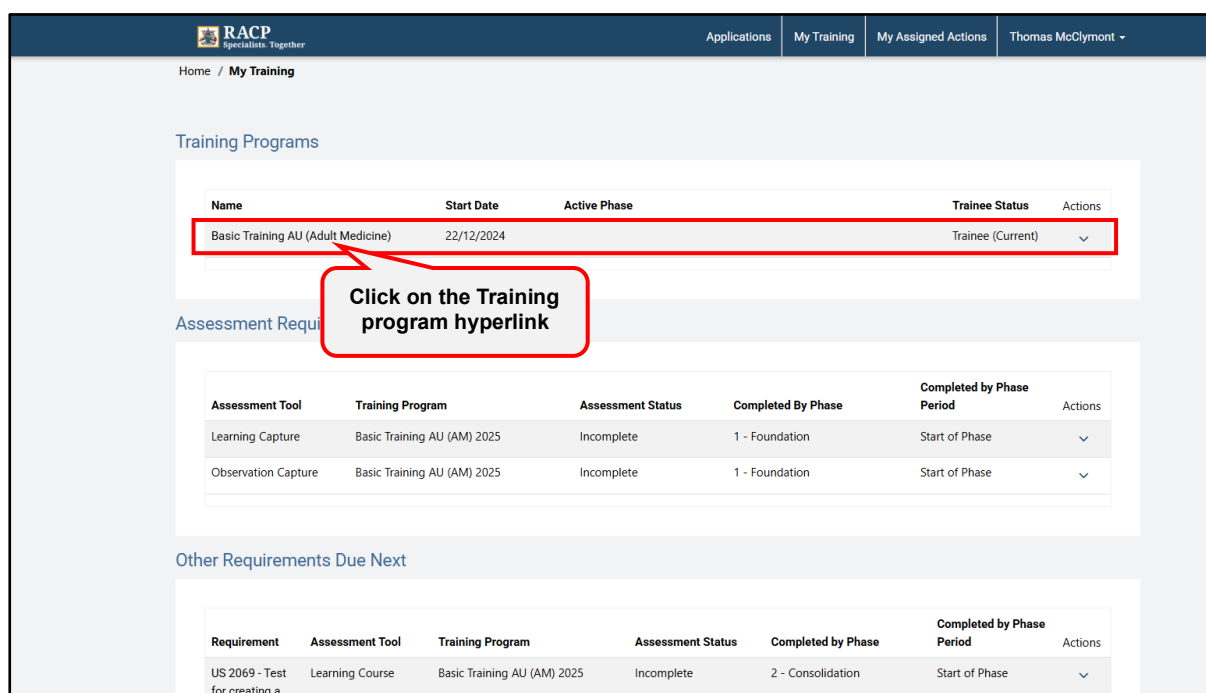 RACP
Specialists. Together
Applications My Training My Assigned Actions Thomas McClymont
Home / My Training
Training Programs
Name Start Date Active Phase Trainee Status Actions
Basic Training AU (Adult Medicine) 22/12/2024 Trainee (Current)
Click on the Training
program hyperlink
Assessment Requi
Completed by Phase
Assessment Tool Training Program Assessment Status Completed By Phase Period Actions
Learning Capture Basic Training AU (AM) 2025 Incomplete 1 - Foundation Start of Phase
Observation Capture Basic Training AU (AM) 2025 Incomplete 1 - Foundation Start of Phase
Other Requirements Due Next
Completed by Phase
Requirement Assessment Tool Training Program Assessment Status Completed by Phase Period Actions
US 2069 - Test Learning Course Basic Training AU (AM) 2025 Incomplete 2 - Consolidation Start of Phase
for creating a